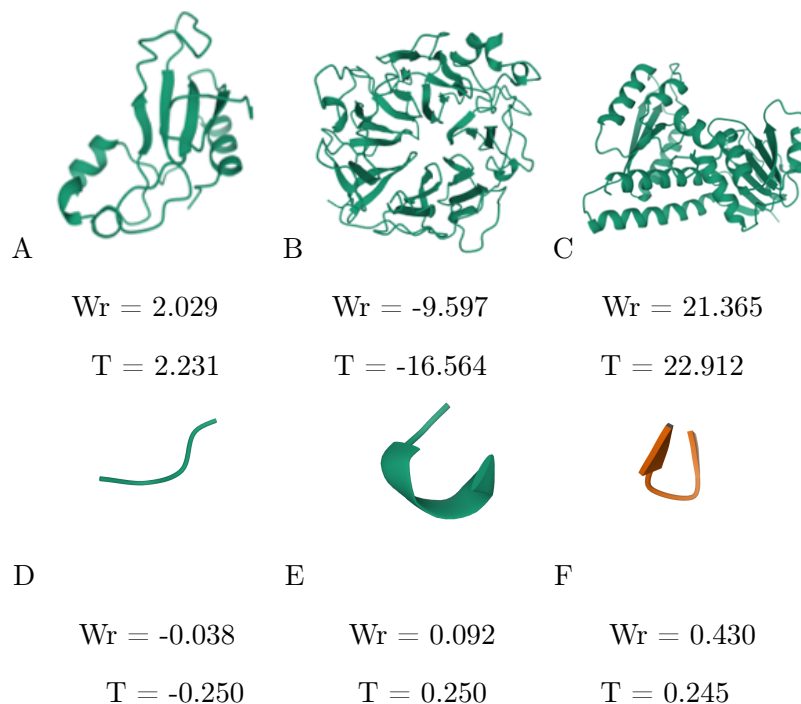 A B C
Wr = 2.029 Wr = -9.597 Wr = 21.365
T = 2.231 T = -16.564 T = 22.912
D E F
Wr = -0.038 Wr = 0.092 Wr = 0.430
T = -0.250 T = 0.250 T = 0.245